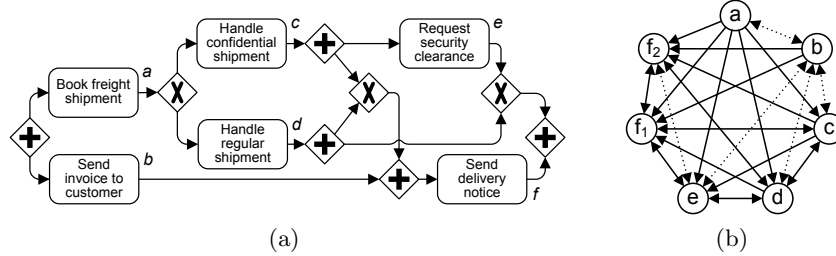 Book freight
shipment
a
Handle
confidential
shipment
c
Request
security
clearance
e
Handle
regular
shipment
d
Send
invoice to
customer
b
Send
delivery
notice
f
(a)
a
b
c
d
e
f1
f2
(b)